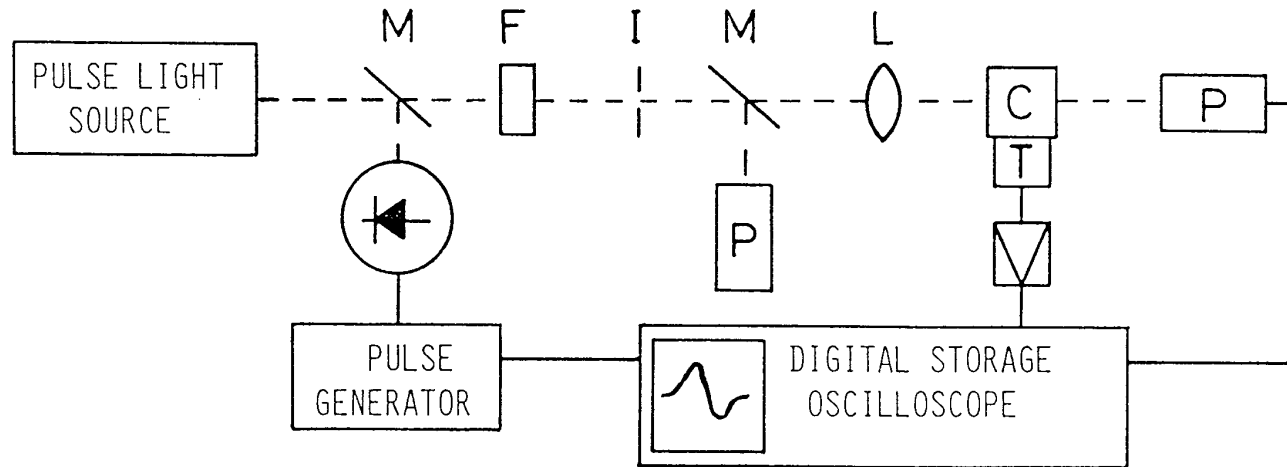 M F I M L
PULSE LIGHT
SOURCE
C
P
T
P
PULSE
GENERATOR
DIGITAL STORAGE
OSCILLOSCOPE